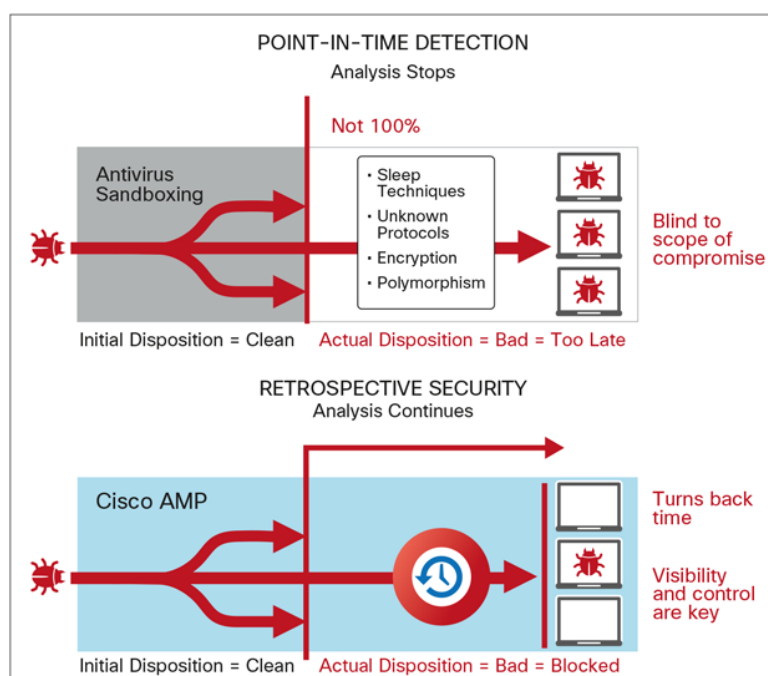 POINT-IN-TIME DETECTION
Analysis Stops
Not 100%
Antivirus
Sandboxing
· Sleep
Techniques
· Unknown
Protocols
· Encryption
· Polymorphism
Blind to
scope of
compromise
Initial Disposition = Clean
Actual Disposition = Bad = Too Late
RETROSPECTIVE SECURITY
Analysis Continues
Cisco AMP
Turns back
time
Visibility
and control
are key
Initial Disposition = Clean
Actual Disposition = Bad = Blocked